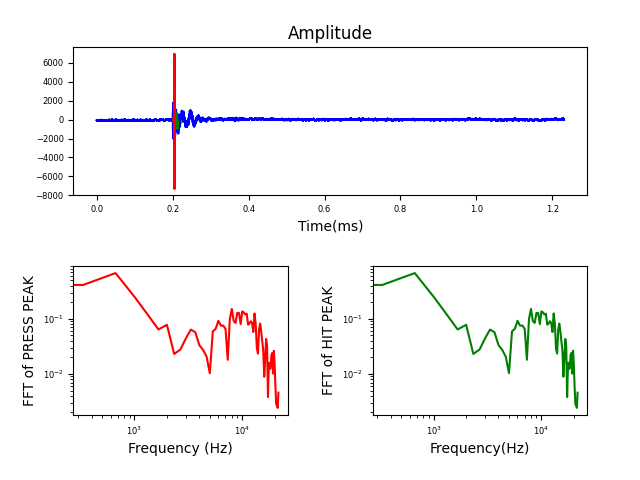 Amplitude
6000
4000
2000
0
−2000
−4000
−6000
−8000
0.0 0.2 0.4 0.6 0.8 1.0 1.2
Time(ms)
FFT of PRESS PEAK
10⁻¹
10⁻²
10³ 10⁴
Frequency (Hz)
FFT of HIT PEAK
10⁻¹
10⁻²
10³ 10⁴
Frequency(Hz)